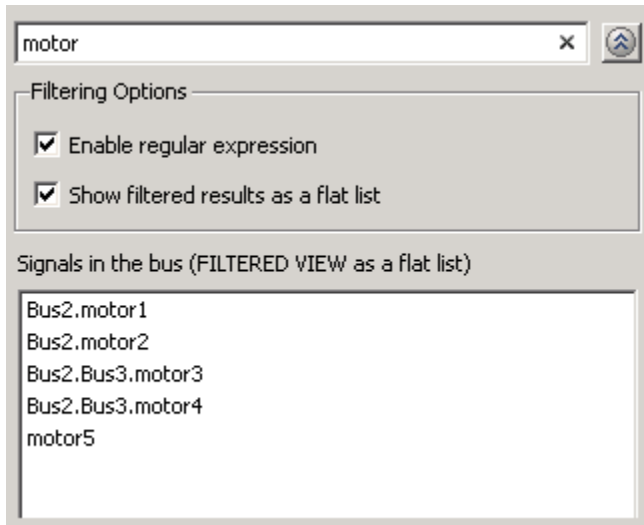 motor
Filtering Options
Enable regular expression
Show filtered results as a flat list
Signals in the bus (FILTERED VIEW as a flat list)
Bus2.motor1
Bus2.motor2
Bus2.Bus3.motor3
Bus2.Bus3.motor4
motor5